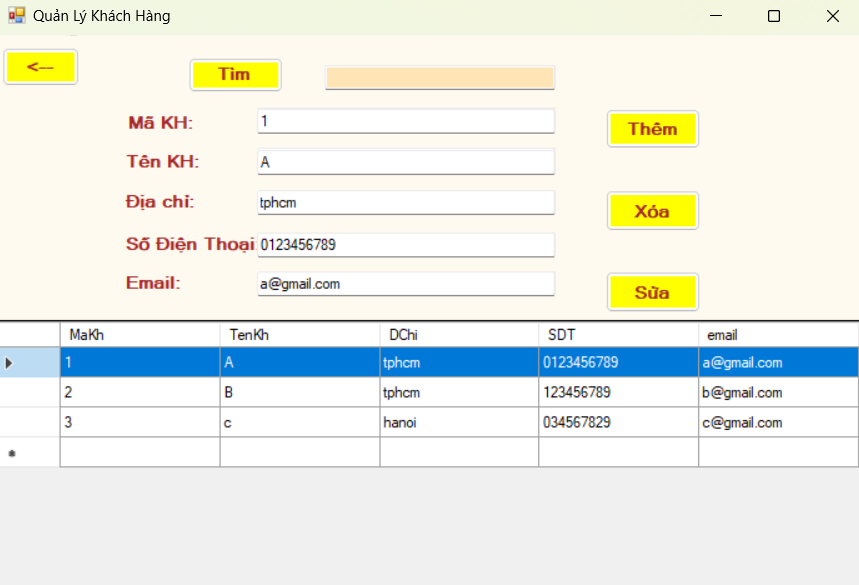 Quản Lý Khách Hàng
<--
Tìm
Mã KH: 1
Thêm
Tên KH: A
Địa chỉ: tphcm
Xóa
Số Điện Thoại 0123456789
Email: a@gmail.com
Sửa
MaKh TenKh DChi SDT email
1 A tphcm 0123456789 a@gmail.com
2 B tphcm 123456789 b@gmail.com
3 c hanoi 034567829 c@gmail.com